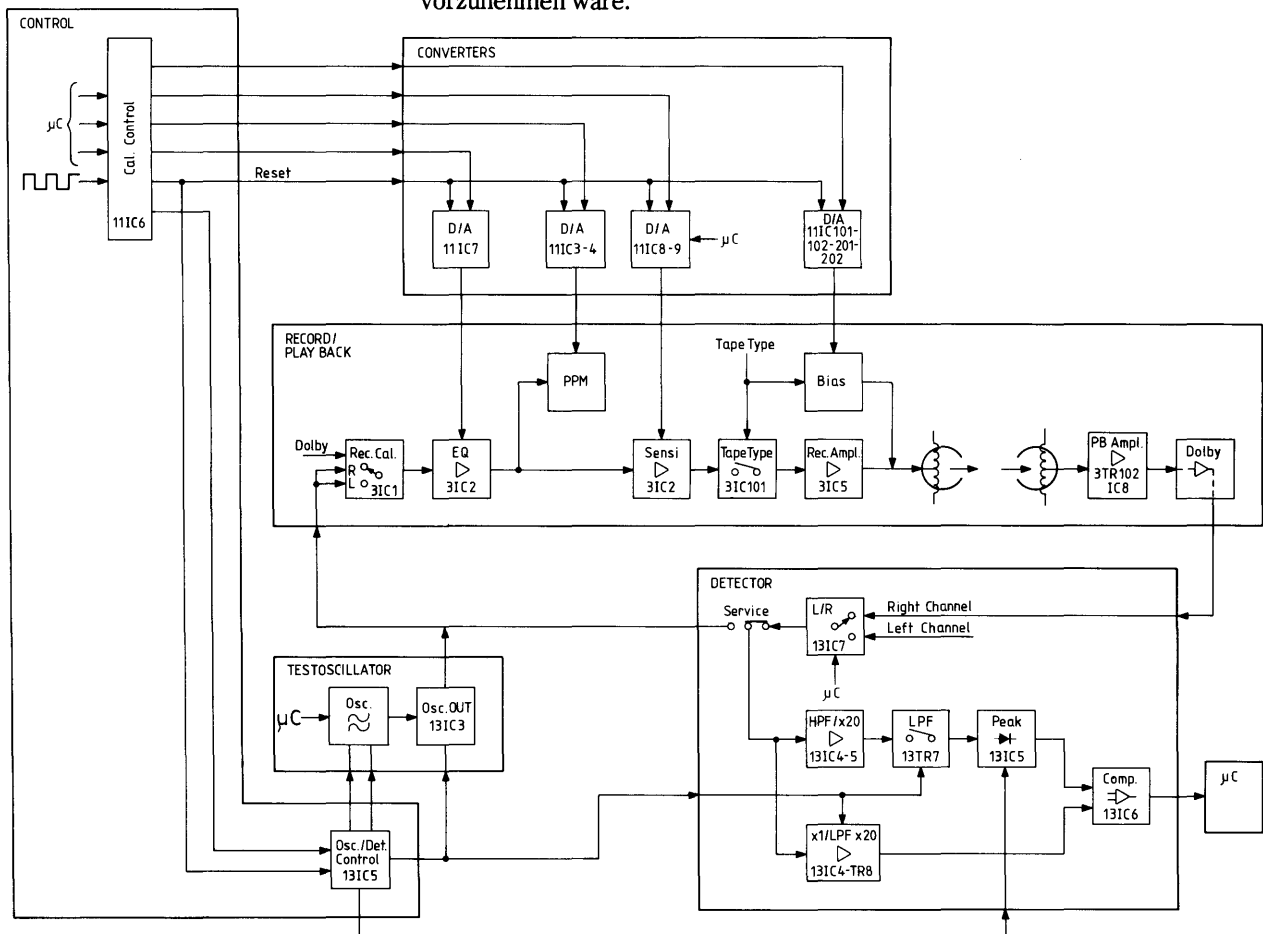 vorzunehmen wäre.
CONTROL
Cal. Control
11IC6
µC
Reset
CONVERTERS
D/A
11IC7
D/A
11IC3-4
D/A
11IC8-9
µC
D/A
11IC101-
102-201-
202
RECORD/
PLAY BACK
PPM
Tape Type
Bias
Dolby
Rec. Cal.
R
L
3IC1
EQ
3IC2
Sensi
3IC2
Tape Type
3IC101
Rec. Ampl.
3IC5
PB Ampl.
3TR102
IC8
Dolby
DETECTOR
Service
L/R
13IC7
Right Channel
Left Channel
µC
TESTOSCILLATOR
µC
Osc.
Osc.OUT
13IC3
HPF/x20
13IC4-5
LPF
13TR7
Peak
13IC5
Comp.
13IC6
µC
x1/LPF x20
13IC4-TR8
Osc./Det.
Control
13IC5